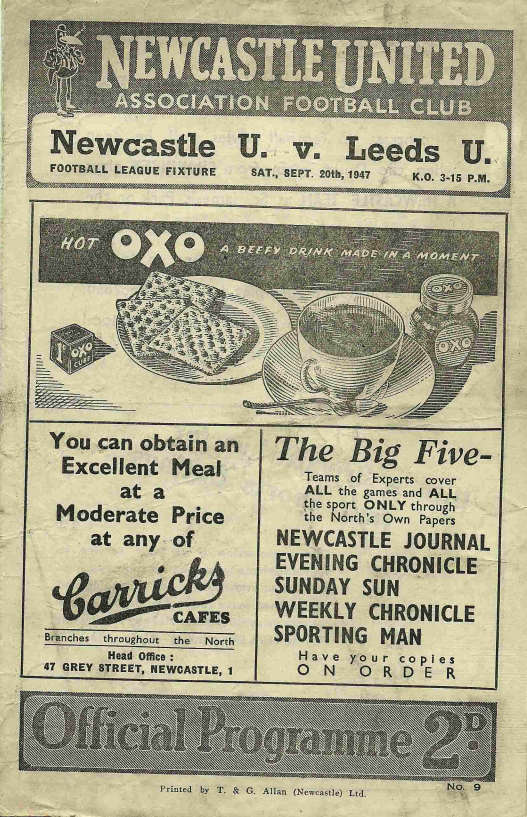 NEWCASTLE UNITED
ASSOCIATION FOOTBALL CLUB
Newcastle U. v. Leeds U.
FOOTBALL LEAGUE FIXTURE SAT., SEPT. 20th, 1947 K.O. 3-15 P.M.
HOT OXO A BEEFY DRINK MADE IN A MOMENT
1D OXO CUBE
OXO
You can obtain an
Excellent Meal
at a
Moderate Price
at any of
Carricks
CAFES
Branches throughout the North
Head Office :
47 GREY STREET, NEWCASTLE, 1
The Big Five-
Teams of Experts cover
ALL the games and ALL
the sport ONLY through
the North's Own Papers
NEWCASTLE JOURNAL
EVENING CHRONICLE
SUNDAY SUN
WEEKLY CHRONICLE
SPORTING MAN
Have your copies
ON ORDER
Official Programme 2D.
No. 9
Printed by T. & G. Allan (Newcastle) Ltd.